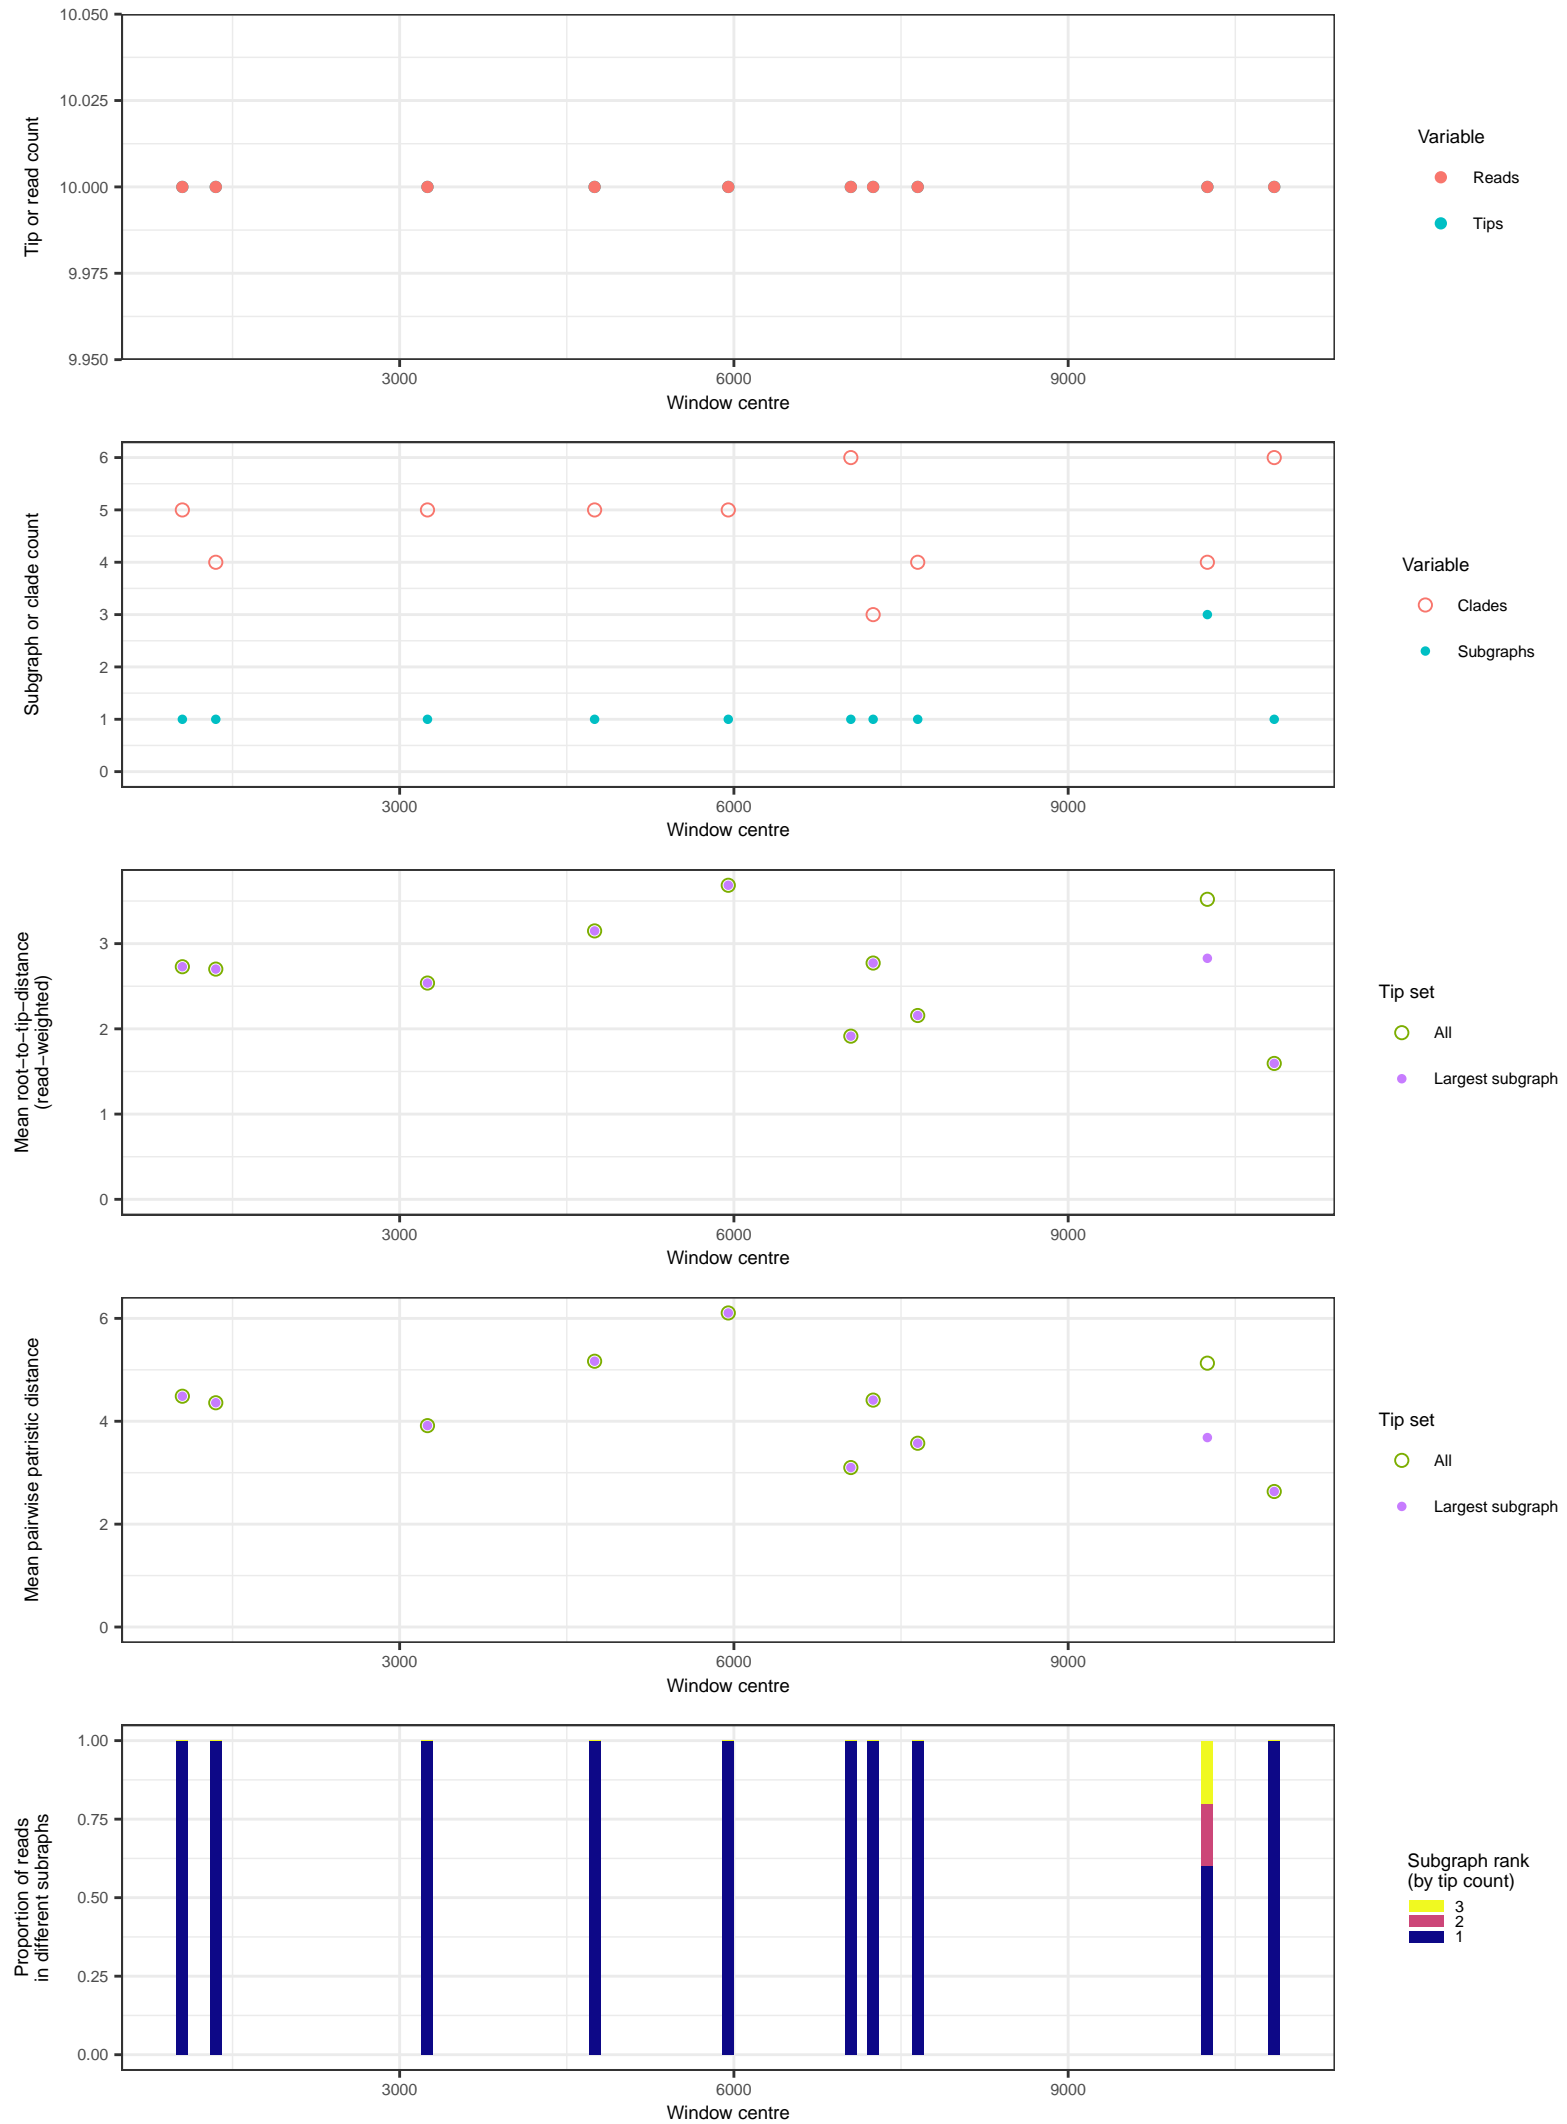 10.050
10.025
10.000
9.975
9.950
Tip or read count
3000 6000 9000
Window centre
Variable
Reads
Tips
6
5
4
3
2
1
0
Subgraph or clade count
3000 6000 9000
Window centre
Variable
Clades
Subgraphs
3
2
1
0
Mean root−to−tip−distance
(read−weighted)
3000 6000 9000
Window centre
Tip set
All
Largest subgraph
6
4
2
0
Mean pairwise patristic distance
3000 6000 9000
Window centre
Tip set
All
Largest subgraph
1.00
0.75
0.50
0.25
0.00
Proportion of reads
in different subraphs
3000 6000 9000
Window centre
Subgraph rank
(by tip count)
3
2
1